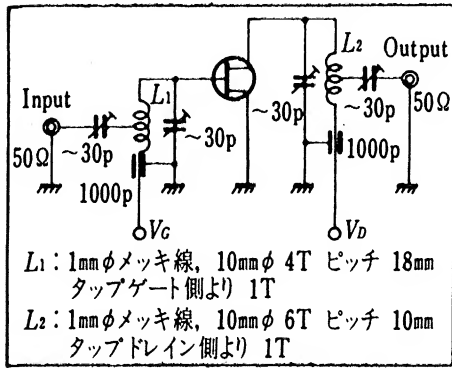 L₂
Output
Input
L₁
50Ω
~30p
~30p
~30p
~30p
50Ω
1000p
1000p
V_G
V_D
L₁：1mmφメッキ線，10mmφ 4T ピッチ 18mm
タップゲート側より 1T
L₂：1mmφメッキ線，10mmφ 6T ピッチ 10mm
タップドレイン側より 1T